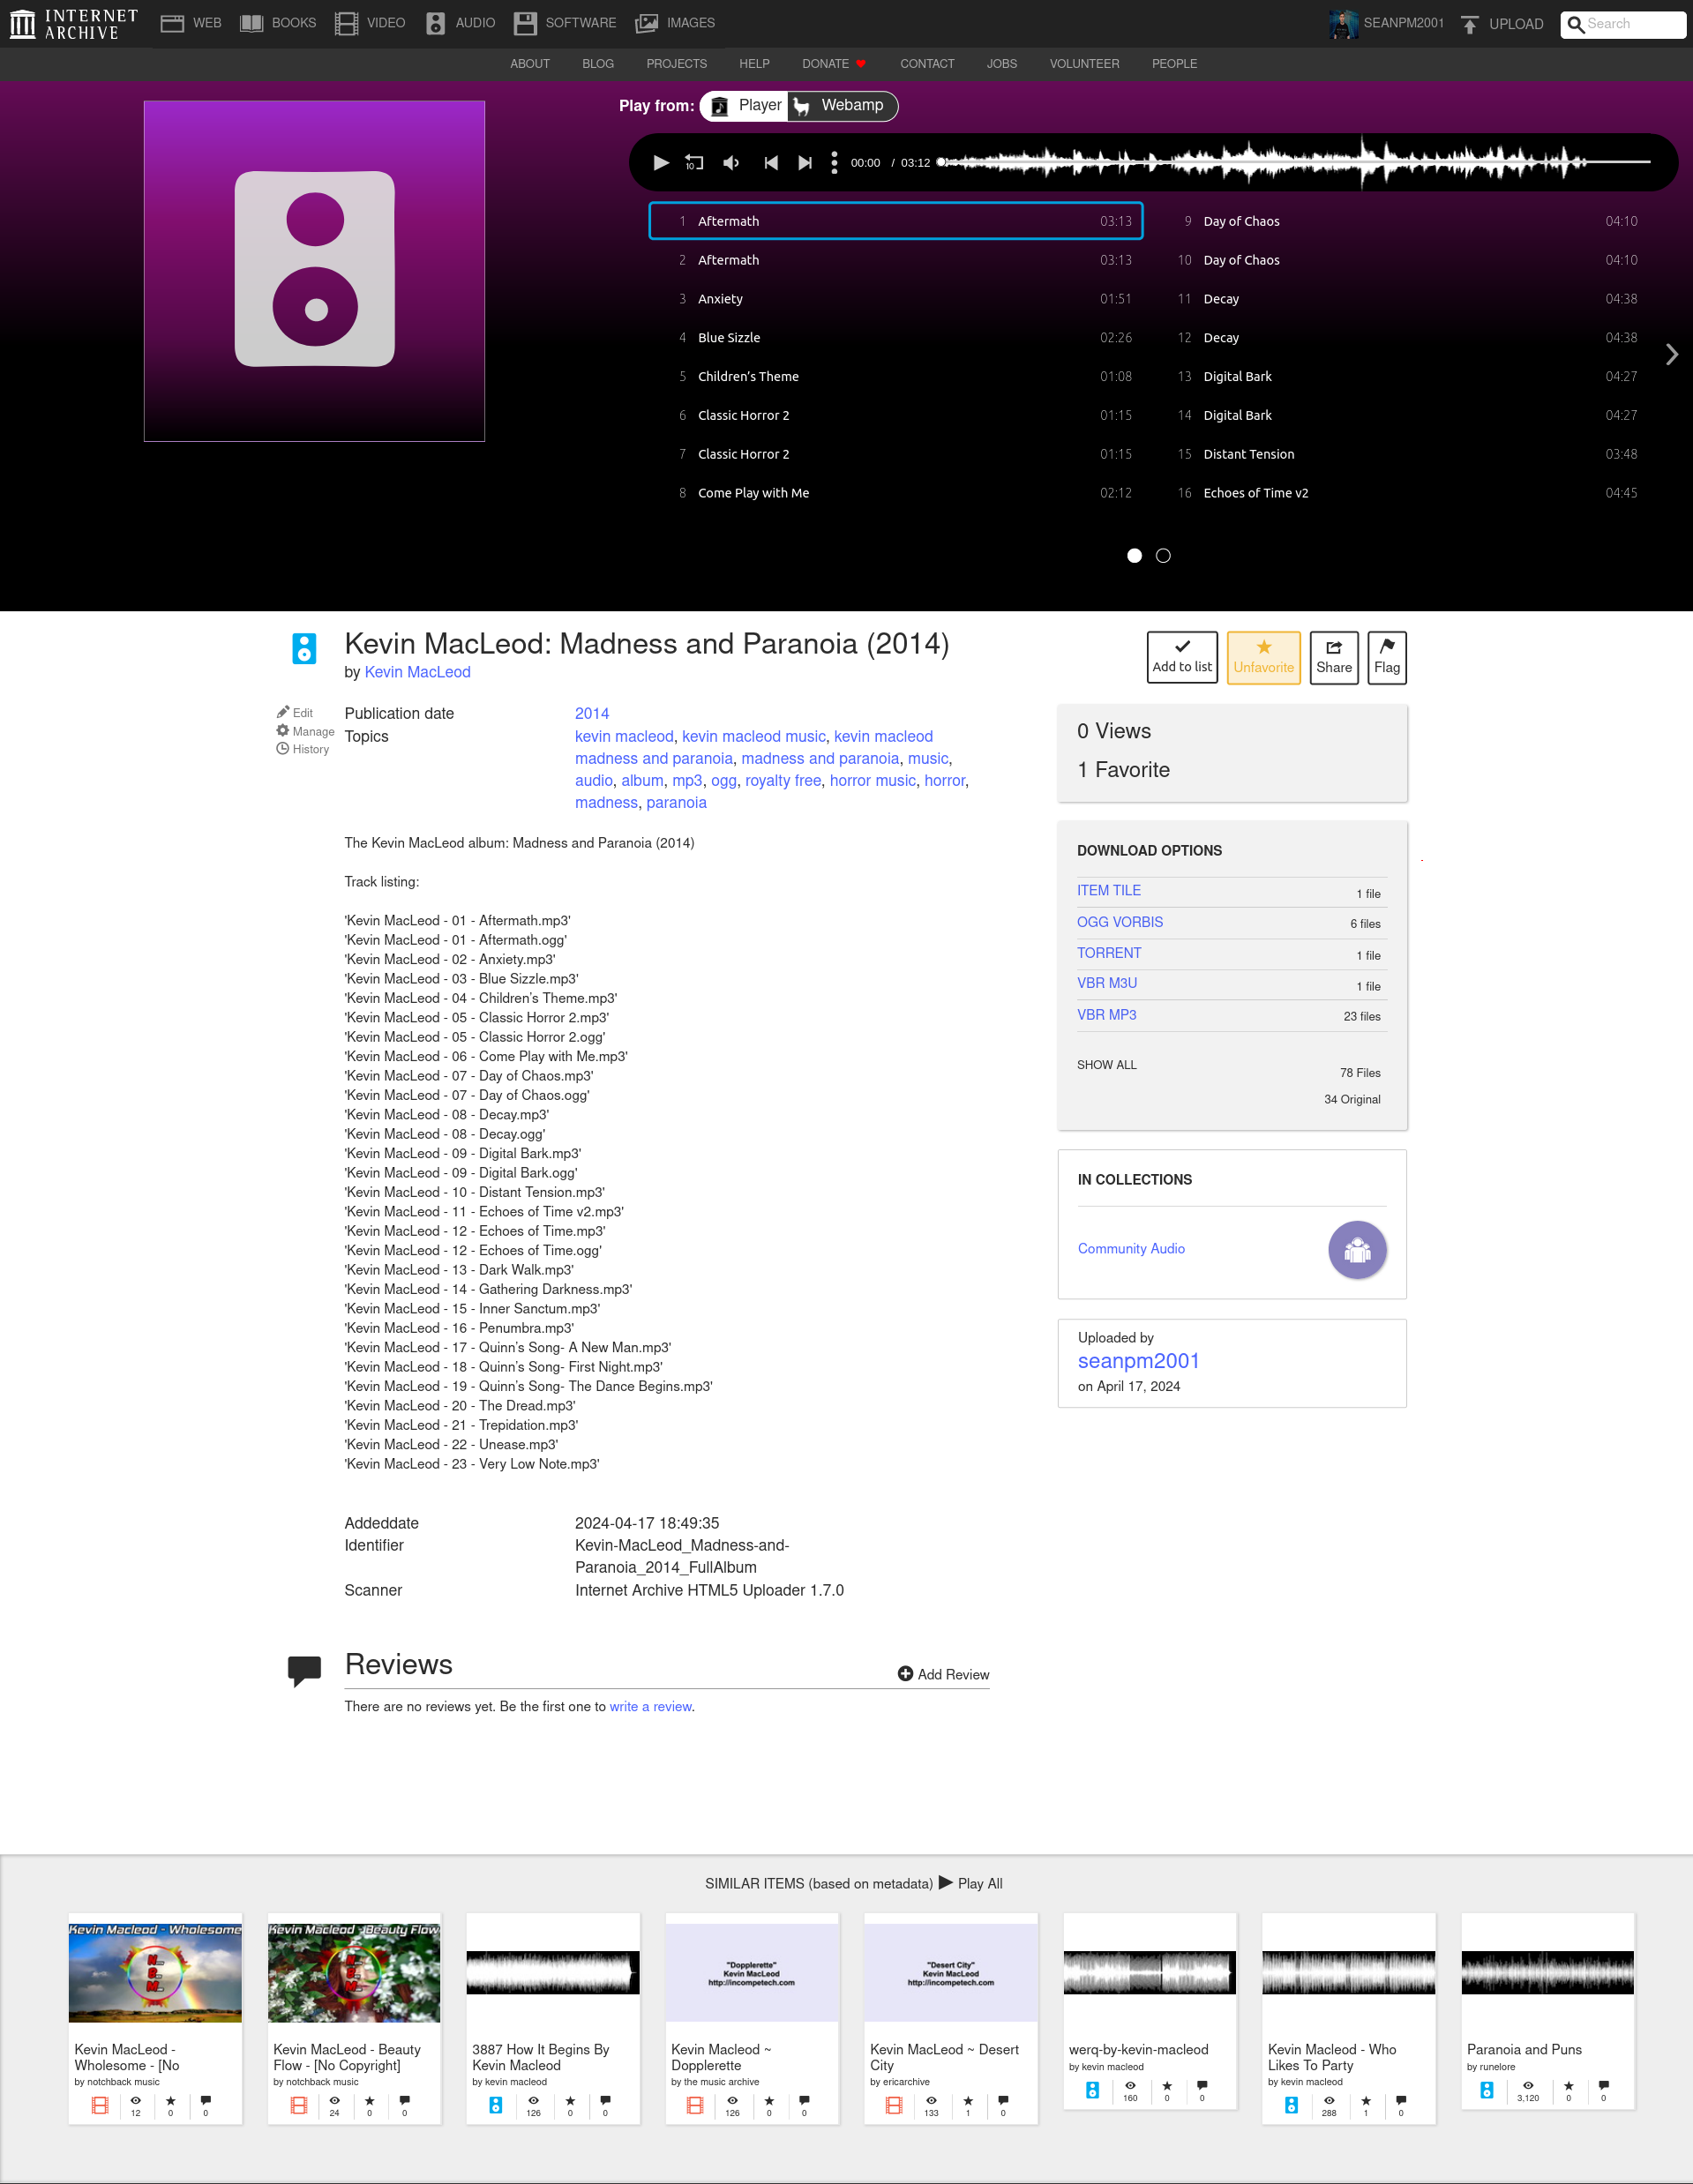 INTERNET ARCHIVE
WEB BOOKS VIDEO AUDIO SOFTWARE IMAGES SEANPM2001 UPLOAD Search
ABOUT BLOG PROJECTS HELP DONATE CONTACT JOBS VOLUNTEER PEOPLE
Play from: Player Webamp
10 00:00 / 03:12
1 Aftermath 03:13
2 Aftermath 03:13
3 Anxiety 01:51
4 Blue Sizzle 02:26
5 Children's Theme 01:08
6 Classic Horror 2 01:15
7 Classic Horror 2 01:15
8 Come Play with Me 02:12
9 Day of Chaos 04:10
10 Day of Chaos 04:10
11 Decay 04:38
12 Decay 04:38
13 Digital Bark 04:27
14 Digital Bark 04:27
15 Distant Tension 03:48
16 Echoes of Time v2 04:45
Kevin MacLeod: Madness and Paranoia (2014)
by Kevin MacLeod
Edit
Manage
History
Publication date 2014
Topics kevin macleod, kevin macleod music, kevin macleod
madness and paranoia, madness and paranoia, music,
audio, album, mp3, ogg, royalty free, horror music, horror,
madness, paranoia
The Kevin MacLeod album: Madness and Paranoia (2014)
Track listing:
'Kevin MacLeod - 01 - Aftermath.mp3'
'Kevin MacLeod - 01 - Aftermath.ogg'
'Kevin MacLeod - 02 - Anxiety.mp3'
'Kevin MacLeod - 03 - Blue Sizzle.mp3'
'Kevin MacLeod - 04 - Children's Theme.mp3'
'Kevin MacLeod - 05 - Classic Horror 2.mp3'
'Kevin MacLeod - 05 - Classic Horror 2.ogg'
'Kevin MacLeod - 06 - Come Play with Me.mp3'
'Kevin MacLeod - 07 - Day of Chaos.mp3'
'Kevin MacLeod - 07 - Day of Chaos.ogg'
'Kevin MacLeod - 08 - Decay.mp3'
'Kevin MacLeod - 08 - Decay.ogg'
'Kevin MacLeod - 09 - Digital Bark.mp3'
'Kevin MacLeod - 09 - Digital Bark.ogg'
'Kevin MacLeod - 10 - Distant Tension.mp3'
'Kevin MacLeod - 11 - Echoes of Time v2.mp3'
'Kevin MacLeod - 12 - Echoes of Time.mp3'
'Kevin MacLeod - 12 - Echoes of Time.ogg'
'Kevin MacLeod - 13 - Dark Walk.mp3'
'Kevin MacLeod - 14 - Gathering Darkness.mp3'
'Kevin MacLeod - 15 - Inner Sanctum.mp3'
'Kevin MacLeod - 16 - Penumbra.mp3'
'Kevin MacLeod - 17 - Quinn's Song- A New Man.mp3'
'Kevin MacLeod - 18 - Quinn's Song- First Night.mp3'
'Kevin MacLeod - 19 - Quinn's Song- The Dance Begins.mp3'
'Kevin MacLeod - 20 - The Dread.mp3'
'Kevin MacLeod - 21 - Trepidation.mp3'
'Kevin MacLeod - 22 - Unease.mp3'
'Kevin MacLeod - 23 - Very Low Note.mp3'
Addeddate 2024-04-17 18:49:35
Identifier Kevin-MacLeod_Madness-and-
Paranoia_2014_FullAlbum
Scanner Internet Archive HTML5 Uploader 1.7.0
Add to list Unfavorite Share Flag
0 Views
1 Favorite
DOWNLOAD OPTIONS
ITEM TILE 1 file
OGG VORBIS 6 files
TORRENT 1 file
VBR M3U 1 file
VBR MP3 23 files
SHOW ALL 78 Files
34 Original
IN COLLECTIONS
Community Audio
Uploaded by
seanpm2001
on April 17, 2024
Reviews Add Review
There are no reviews yet. Be the first one to write a review.
SIMILAR ITEMS (based on metadata) Play All
Kevin Macleod - Wholesome
N.C.M.
Kevin MacLeod -
Wholesome - [No
by notchback music
12 0 0
Kevin Macleod - Beauty Flow
N.C.M.
Kevin MacLeod - Beauty
Flow - [No Copyright]
by notchback music
24 0 0
3887 How It Begins By
Kevin Macleod
by kevin macleod
126 0 0
"Dopplerette"
Kevin MacLeod
http://incompetech.com
Kevin Macleod ~
Dopplerette
by the music archive
126 0 0
"Desert City"
Kevin MacLeod
http://incompetech.com
Kevin MacLeod ~ Desert
City
by ericarchive
133 1 0
werq-by-kevin-macleod
by kevin macleod
160 0 0
Kevin Macleod - Who
Likes To Party
by kevin macleod
288 1 0
Paranoia and Puns
by runelore
3,120 0 0